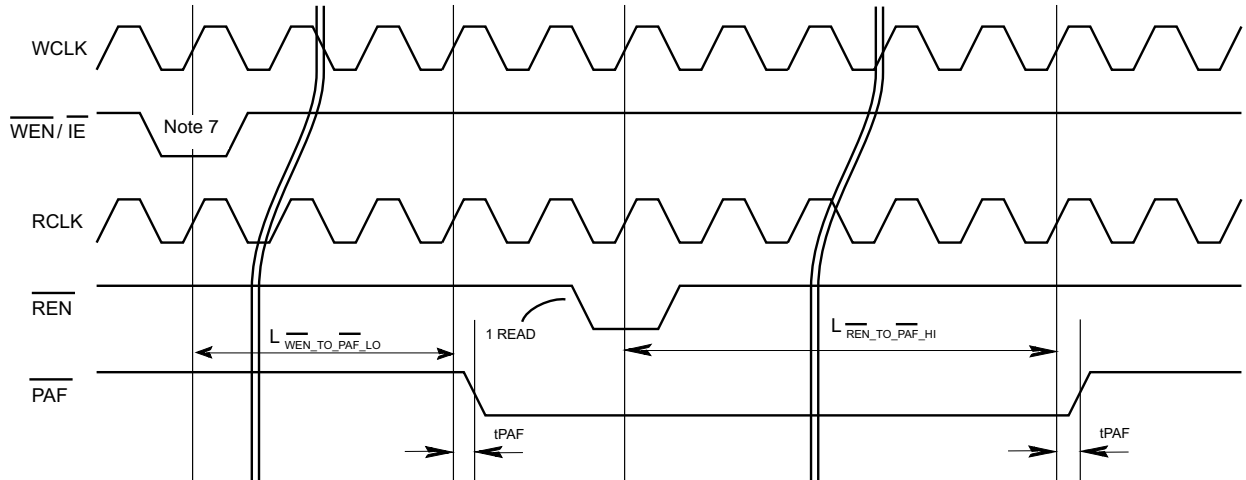 WCLK
WEN/ IE
Note 7
RCLK
REN
1 READ
L WEN_TO_PAF_LO
L REN_TO_PAF_HI
PAF
tPAF
tPAF